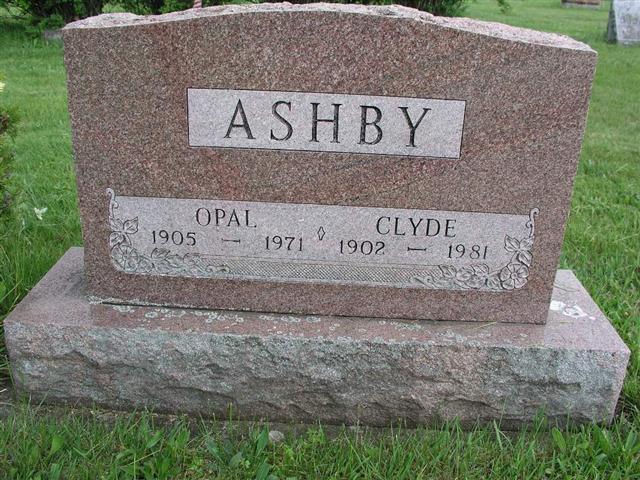 ASHBY
OPAL ◊ CLYDE
1905 — 1971 1902 — 1981